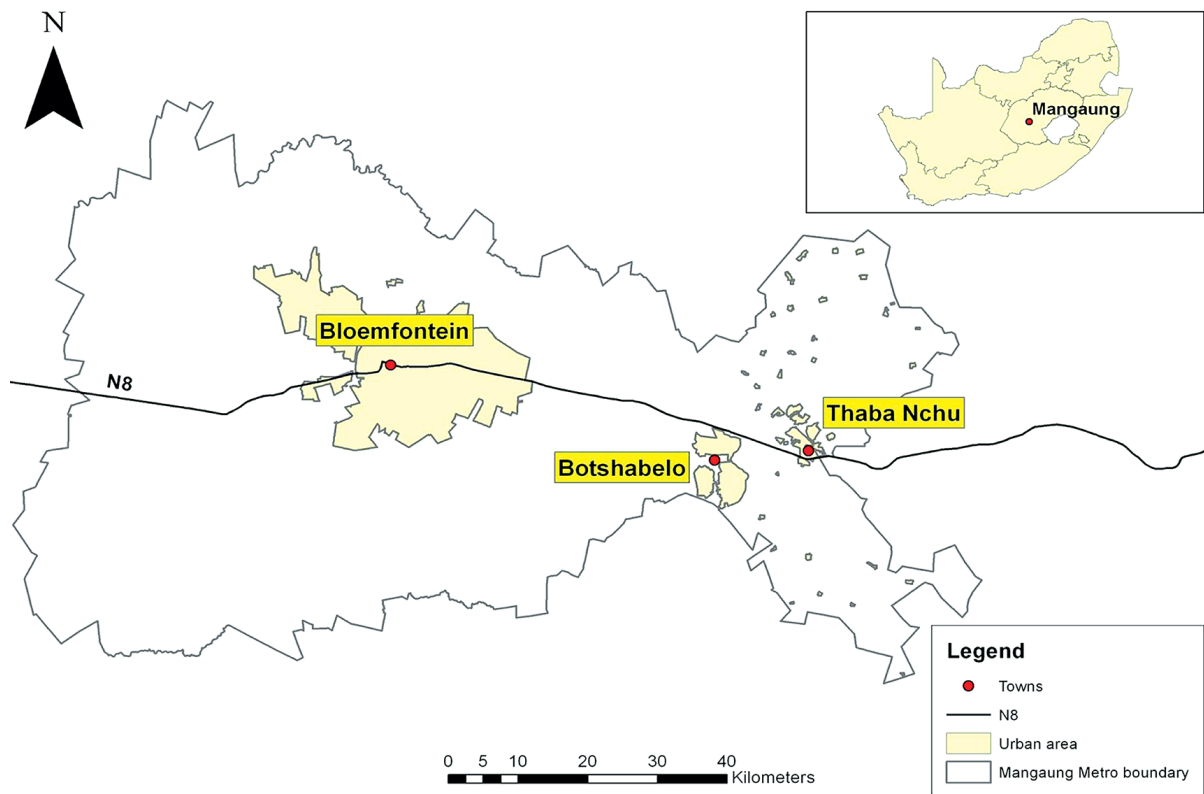 N
Mangaung
Bloemfontein
N8
Thaba Nchu
Botshabelo
Legend
Towns
N8
Urban area
Mangaung Metro boundary
0 5 10 20 30 40
Kilometers